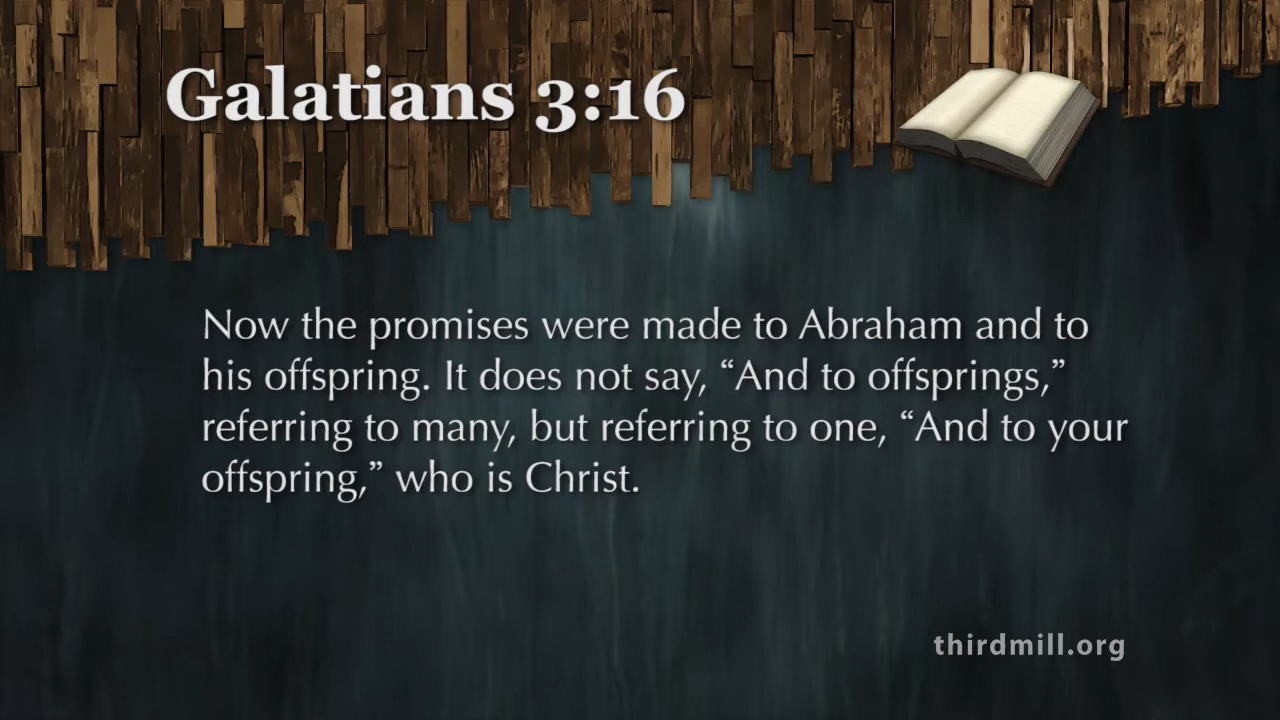 Galatians 3:16
Now the promises were made to Abraham and to
his offspring. It does not say, “And to offsprings,”
referring to many, but referring to one, “And to your
offspring,” who is Christ.
thirdmill.org